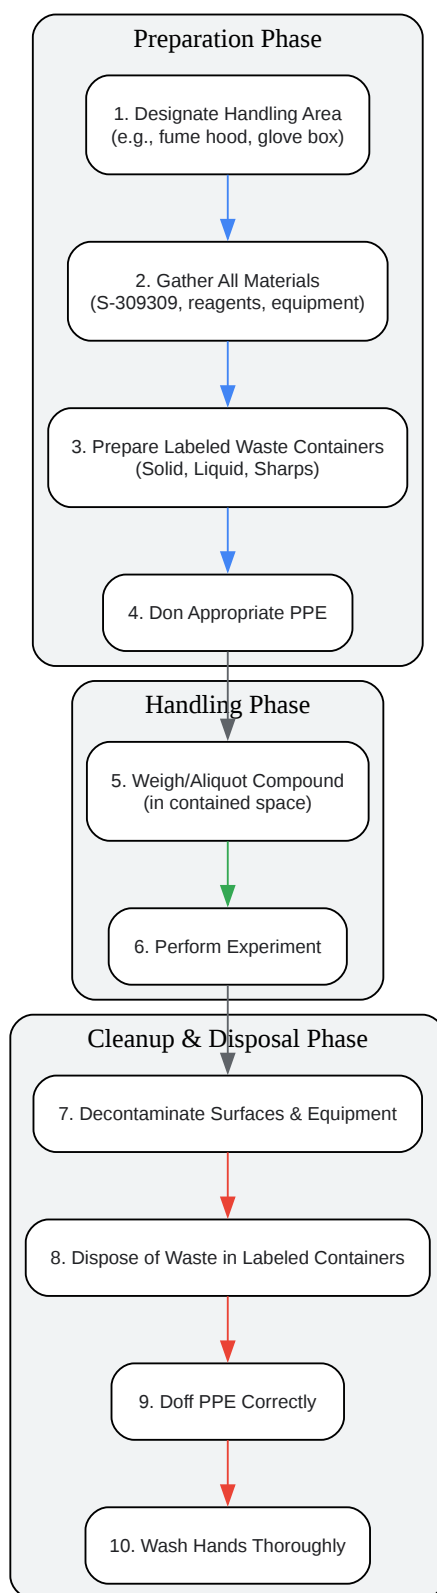 Preparation Phase
1. Designate Handling Area
(e.g., fume hood, glove box)
2. Gather All Materials
(S-309309, reagents, equipment)
3. Prepare Labeled Waste Containers
(Solid, Liquid, Sharps)
4. Don Appropriate PPE
Handling Phase
5. Weigh/Aliquot Compound
(in contained space)
6. Perform Experiment
Cleanup & Disposal Phase
7. Decontaminate Surfaces & Equipment
8. Dispose of Waste in Labeled Containers
9. Doff PPE Correctly
10. Wash Hands Thoroughly